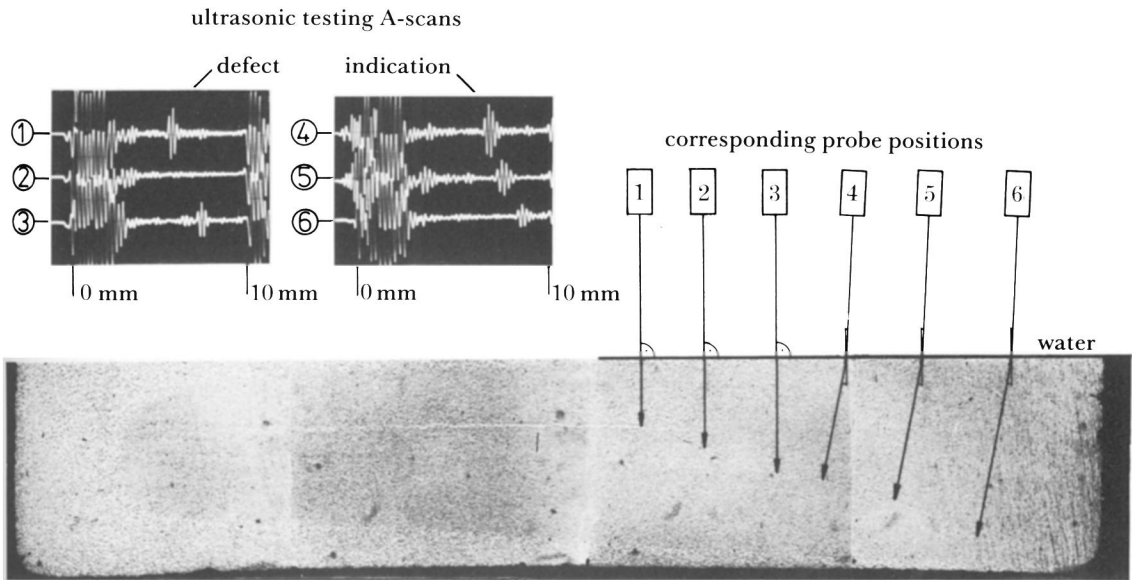 ultrasonic testing A-scans
defect
indication
①
②
③
④
⑤
⑥
0 mm
10 mm
0 mm
10 mm
corresponding probe positions
1
2
3
4
5
6
water